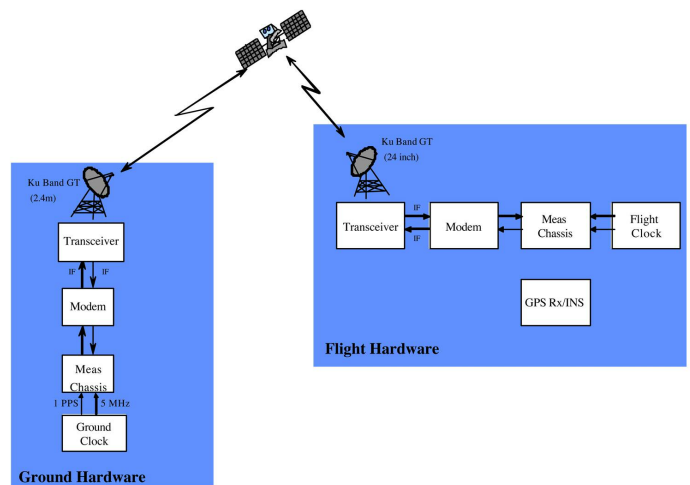 Ku Band GT
(2.4m)
Transceiver
IF
IF
Modem
Meas
Chassis
1 PPS
5 MHz
Ground
Clock
Ground Hardware
Ku Band GT
(24 inch)
Transceiver
IF
IF
Modem
Meas
Chassis
Flight
Clock
GPS Rx/INS
Flight Hardware